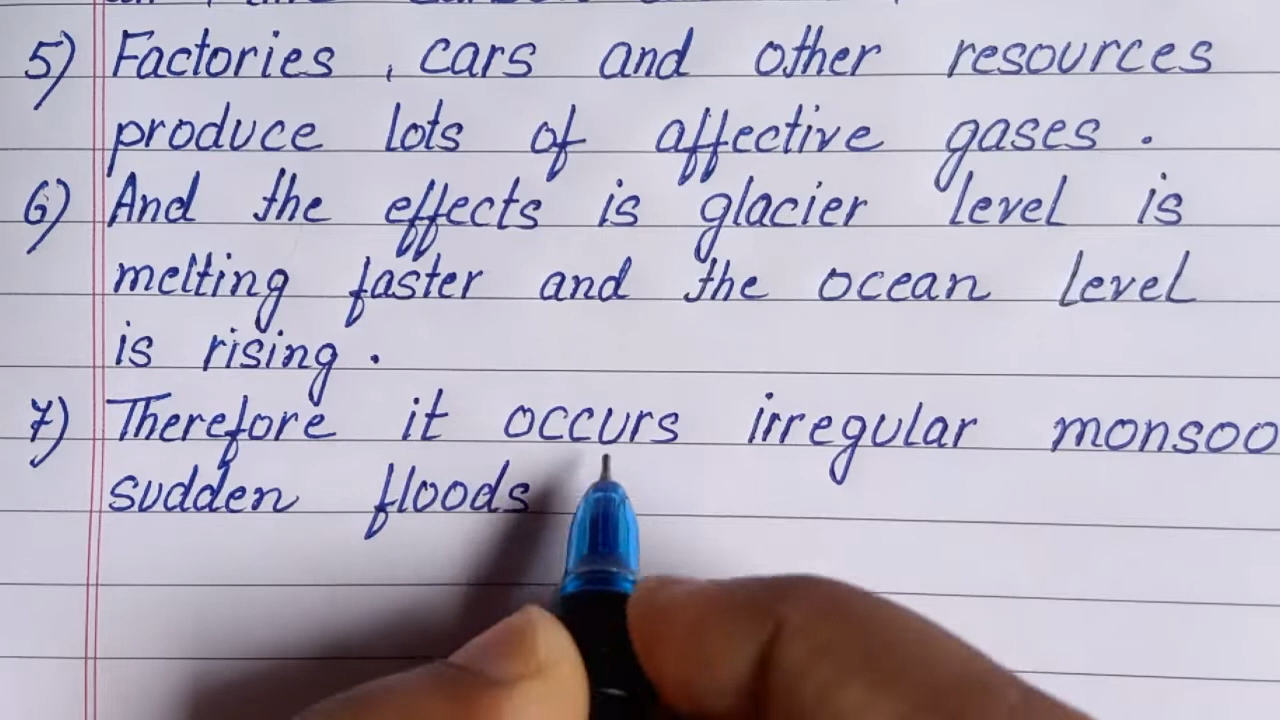 5) Factories, cars and other resources
produce lots of affective gases.
6) And the effects is glacier level is
melting faster and the ocean level
is rising.
7) Therefore it occurs irregular monsoo
sudden floods